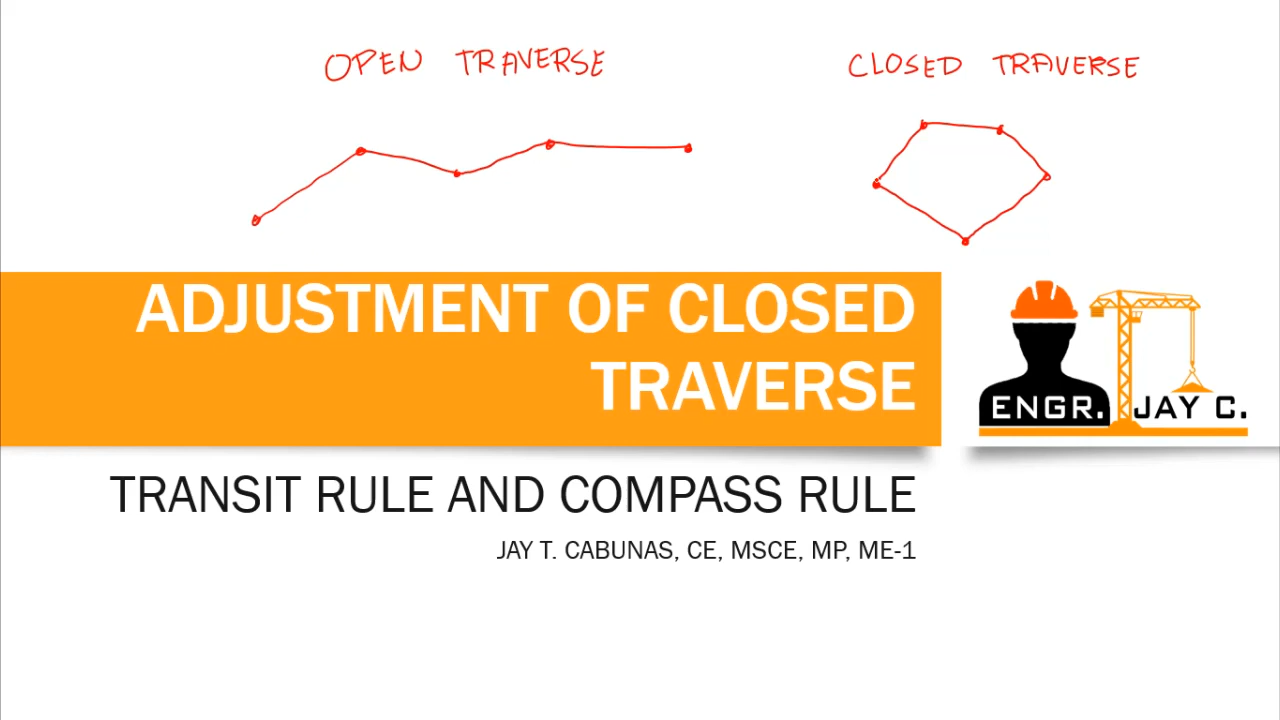 OPEN TRAVERSE
CLOSED TRAVERSE
ADJUSTMENT OF CLOSED
TRAVERSE
ENGR. JAY C.
TRANSIT RULE AND COMPASS RULE
JAY T. CABUNAS, CE, MSCE, MP, ME-1